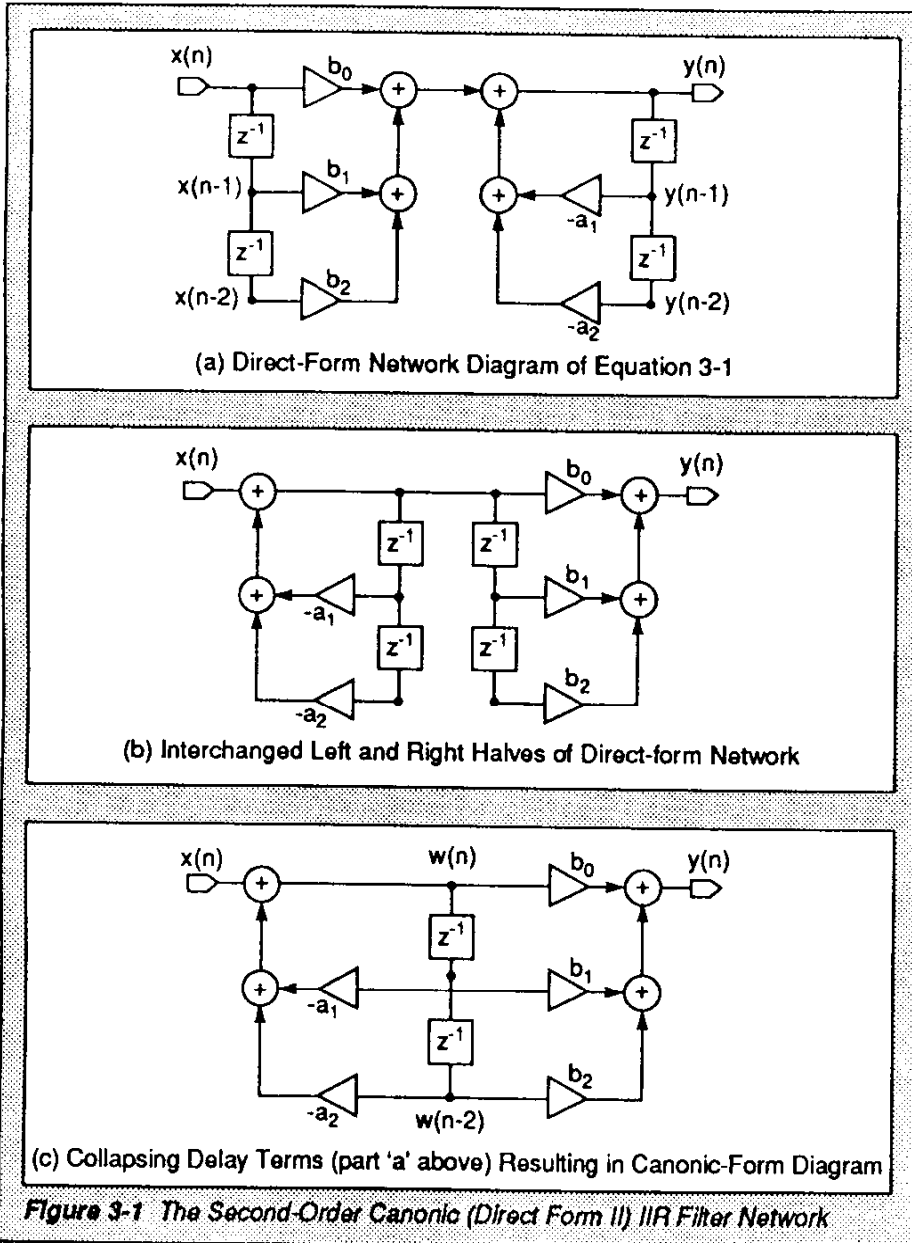 x(n) b₀ y(n)
z⁻¹ z⁻¹
+ +
x(n-1) b₁ + + -a₁ y(n-1)
z⁻¹ z⁻¹
x(n-2) b₂ -a₂ y(n-2)
(a) Direct-Form Network Diagram of Equation 3-1
x(n) + b₀ + y(n)
z⁻¹ z⁻¹
+ -a₁ b₁ +
z⁻¹ z⁻¹
-a₂ b₂
(b) Interchanged Left and Right Halves of Direct-form Network
x(n) + w(n) b₀ + y(n)
z⁻¹
+ -a₁ b₁ +
z⁻¹
-a₂ w(n-2) b₂
(c) Collapsing Delay Terms (part 'a' above) Resulting in Canonic-Form Diagram
Figure 3-1 The Second-Order Canonic (Direct Form II) IIR Filter Network